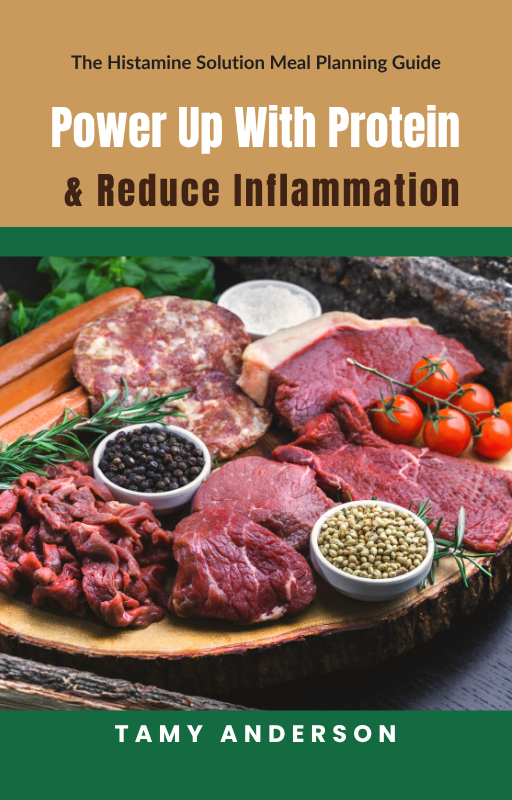 The Histamine Solution Meal Planning Guide
Power Up With Protein
& Reduce Inflammation
TAMY ANDERSON